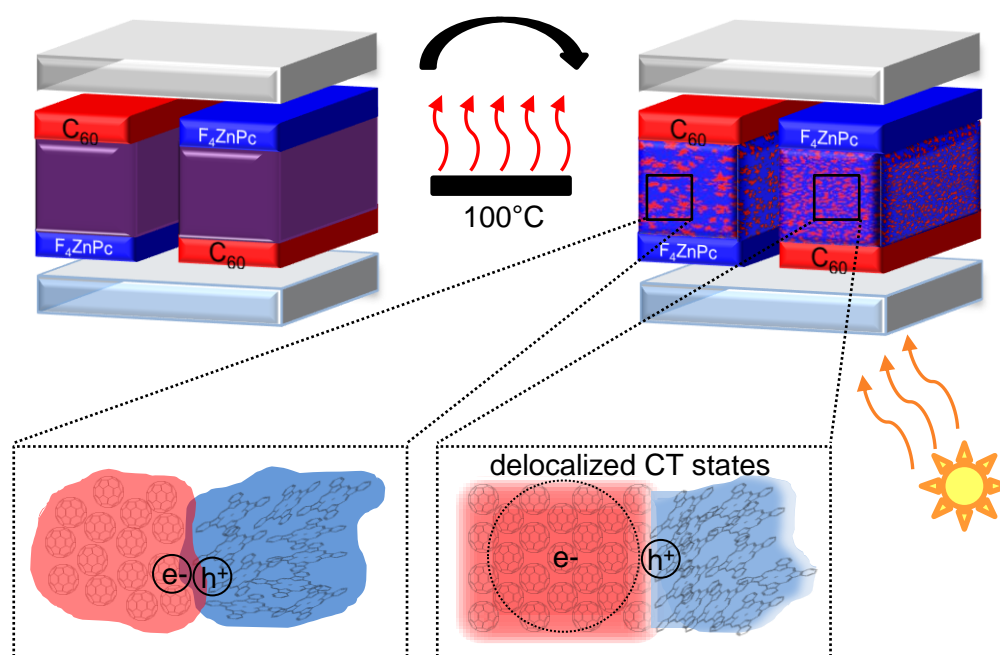 C₆₀
F₄ZnPc
F₄ZnPc
C₆₀
100°C
C₆₀
F₄ZnPc
F₄ZnPc
C₆₀
delocalized CT states
e-
h⁺
e-
h⁺